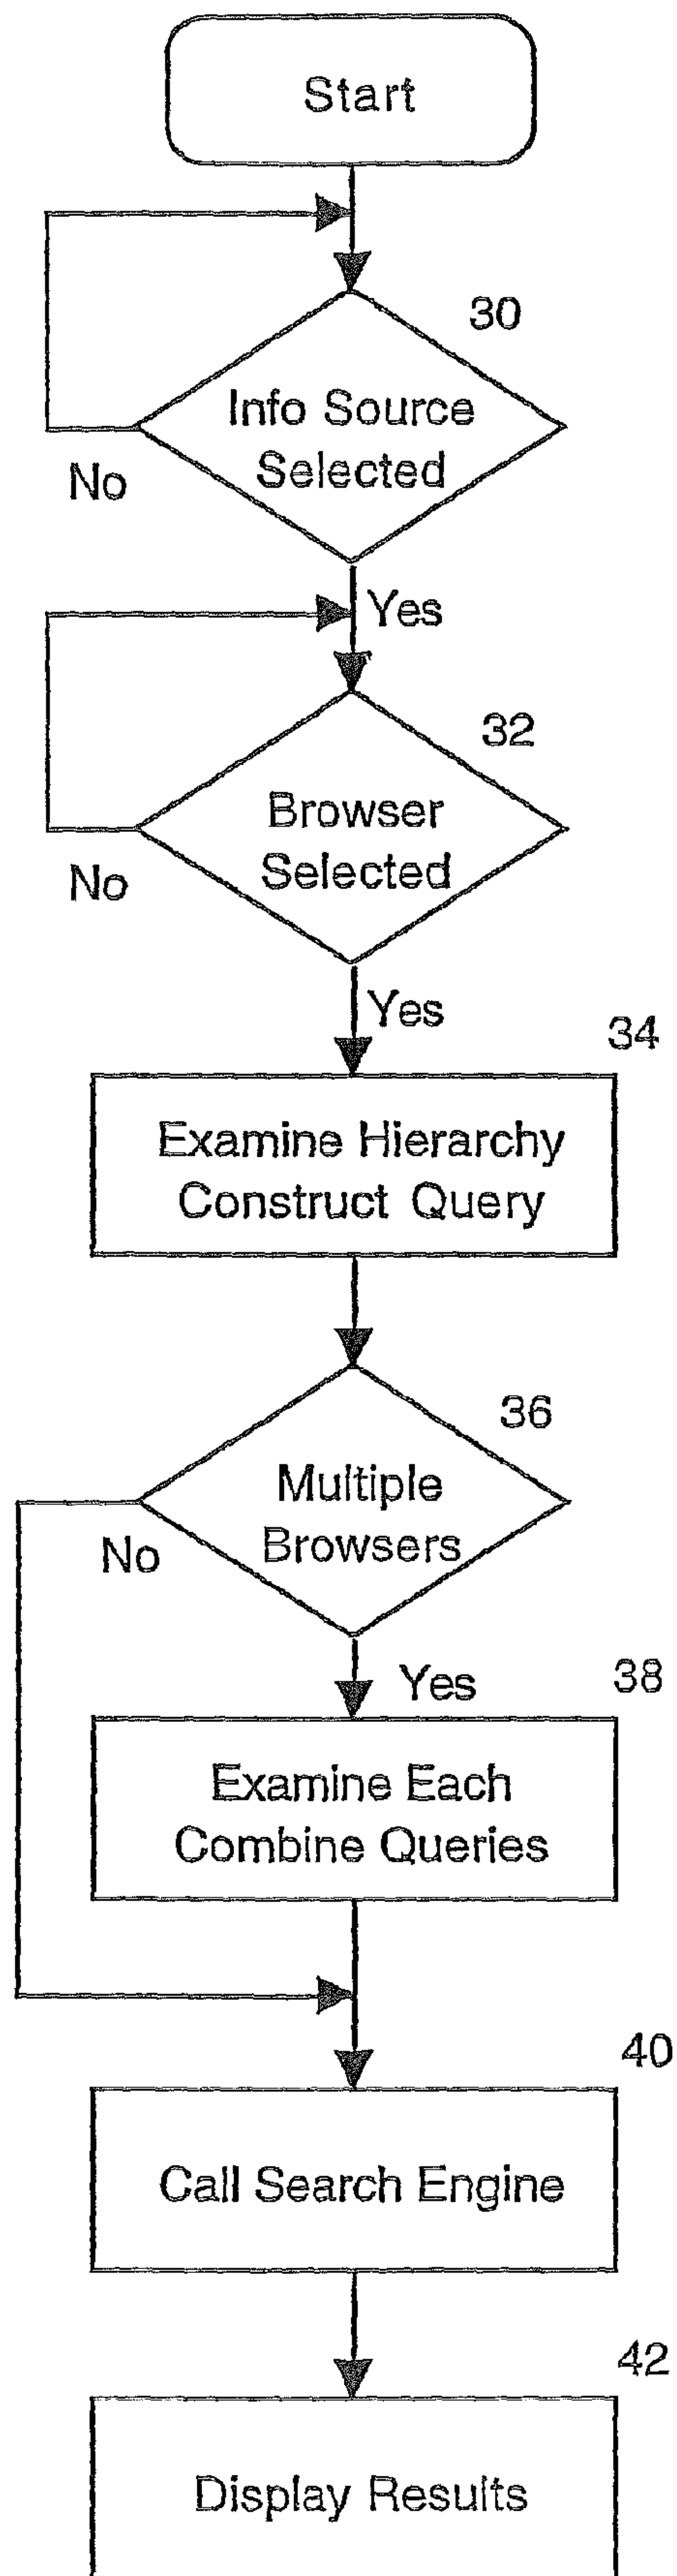 Start
30
Info Source
Selected
No
Yes
32
Browser
Selected
No
Yes
34
Examine Hierarchy
Construct Query
36
Multiple
Browsers
No
Yes
38
Examine Each
Combine Queries
40
Call Search Engine
42
Display Results